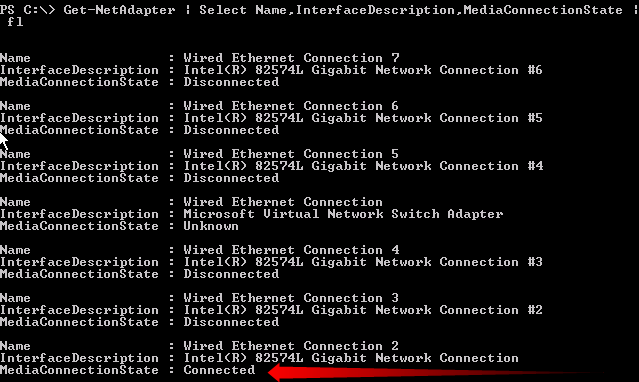 PS C:\> Get-NetAdapter | Select Name,InterfaceDescription,MediaConnectionState |
 fl
Name                 : Wired Ethernet Connection 7
InterfaceDescription : Intel(R) 82574L Gigabit Network Connection #6
MediaConnectionState : Disconnected
Name                 : Wired Ethernet Connection 6
InterfaceDescription : Intel(R) 82574L Gigabit Network Connection #5
MediaConnectionState : Disconnected
Name                 : Wired Ethernet Connection 5
InterfaceDescription : Intel(R) 82574L Gigabit Network Connection #4
MediaConnectionState : Disconnected
Name                 : Wired Ethernet Connection
InterfaceDescription : Microsoft Virtual Network Switch Adapter
MediaConnectionState : Unknown
Name                 : Wired Ethernet Connection 4
InterfaceDescription : Intel(R) 82574L Gigabit Network Connection #3
MediaConnectionState : Disconnected
Name                 : Wired Ethernet Connection 3
InterfaceDescription : Intel(R) 82574L Gigabit Network Connection #2
MediaConnectionState : Disconnected
Name                 : Wired Ethernet Connection 2
InterfaceDescription : Intel(R) 82574L Gigabit Network Connection
MediaConnectionState : Connected